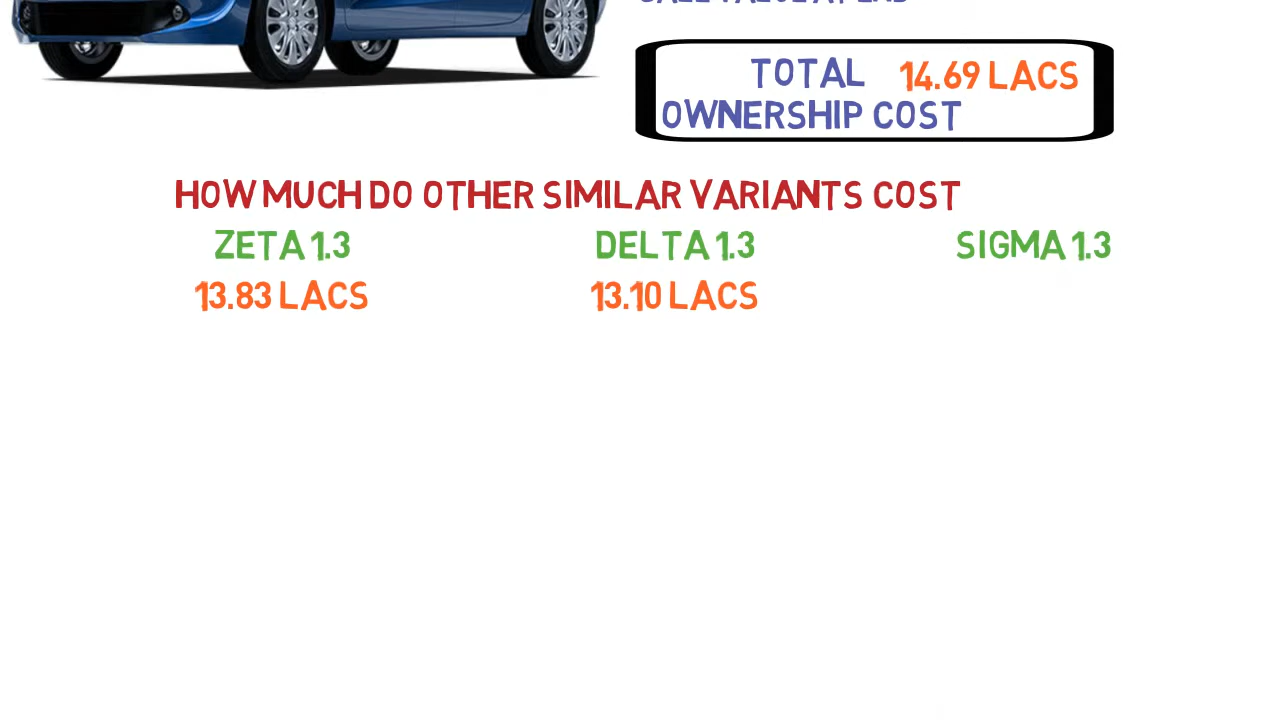 TOTAL 14.69 LACS
OWNERSHIP COST
HOW MUCH DO OTHER SIMILAR VARIANTS COST
ZETA 1.3 DELTA 1.3 SIGMA 1.3
13.83 LACS 13.10 LACS